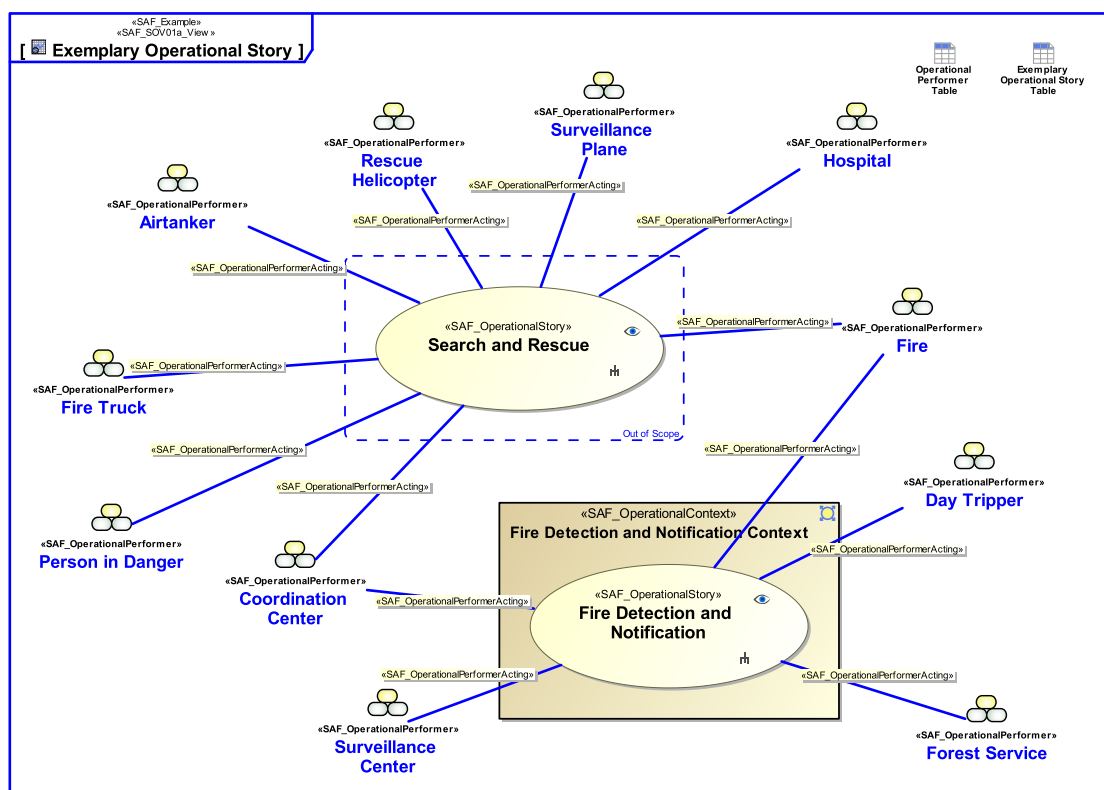 «SAF_Example»
«SAF_SOV01a_View»
[ Exemplary Operational Story ]
Operational
Performer
Table
Exemplary
Operational Story
Table
«SAF_OperationalPerformer»
Surveillance
Plane
«SAF_OperationalPerformer»
Rescue
Helicopter
«SAF_OperationalPerformer»
Hospital
«SAF_OperationalPerformer»
Airtanker
«SAF_OperationalPerformerActing»
«SAF_OperationalPerformerActing»
«SAF_OperationalPerformerActing»
«SAF_OperationalPerformerActing»
«SAF_OperationalStory»
Search and Rescue
Out of Scope
«SAF_OperationalPerformerActing»
«SAF_OperationalPerformer»
Fire
«SAF_OperationalPerformerActing»
«SAF_OperationalPerformer»
Fire Truck
«SAF_OperationalPerformerActing»
«SAF_OperationalPerformerActing»
«SAF_OperationalPerformerActing»
«SAF_OperationalPerformer»
Day Tripper
«SAF_OperationalPerformer»
Person in Danger
«SAF_OperationalContext»
Fire Detection and Notification Context
«SAF_OperationalPerformerActing»
«SAF_OperationalPerformer»
Coordination
Center
«SAF_OperationalPerformerActing»
«SAF_OperationalStory»
Fire Detection and
Notification
«SAF_OperationalPerformerActing»
«SAF_OperationalPerformerActing»
«SAF_OperationalPerformer»
Surveillance
Center
«SAF_OperationalPerformer»
Forest Service